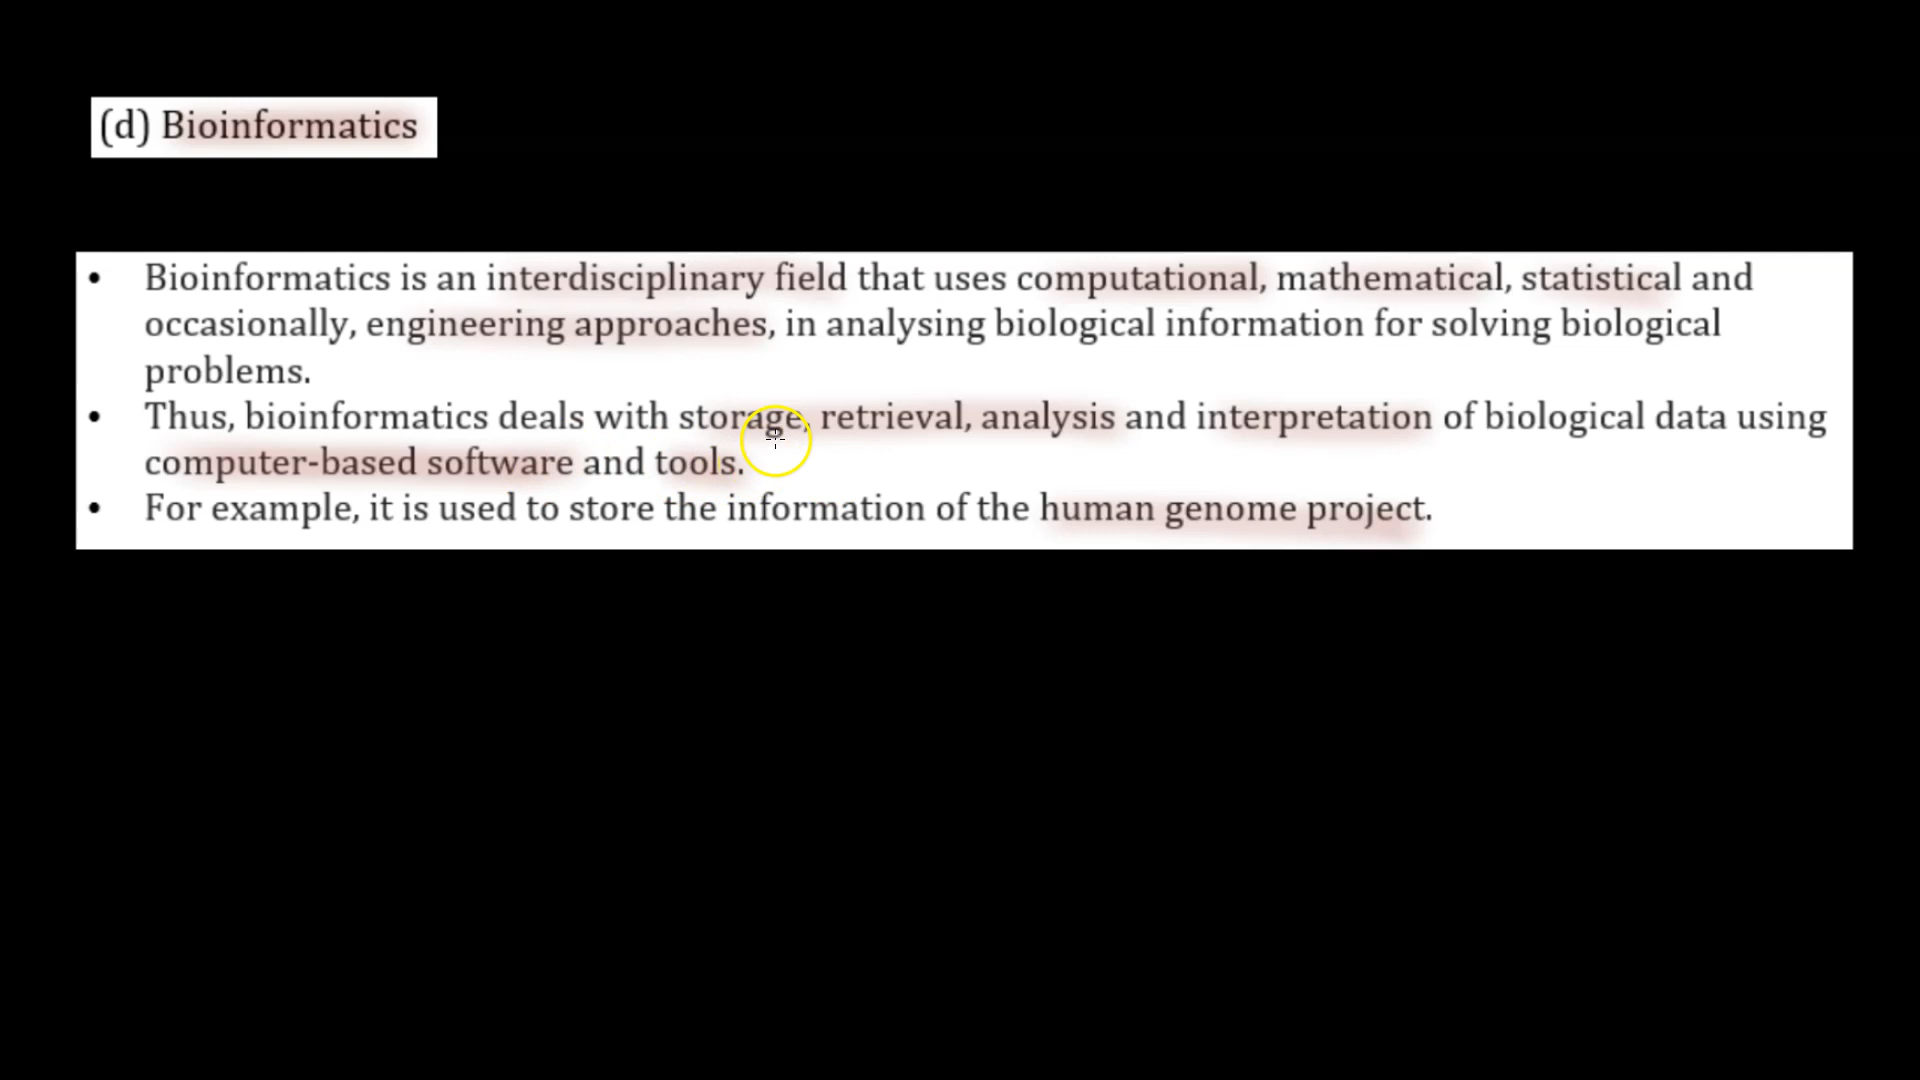 (d) Bioinformatics
• Bioinformatics is an interdisciplinary field that uses computational, mathematical, statistical and
occasionally, engineering approaches, in analysing biological information for solving biological
problems.
• Thus, bioinformatics deals with storage, retrieval, analysis and interpretation of biological data using
computer-based software and tools.
• For example, it is used to store the information of the human genome project.